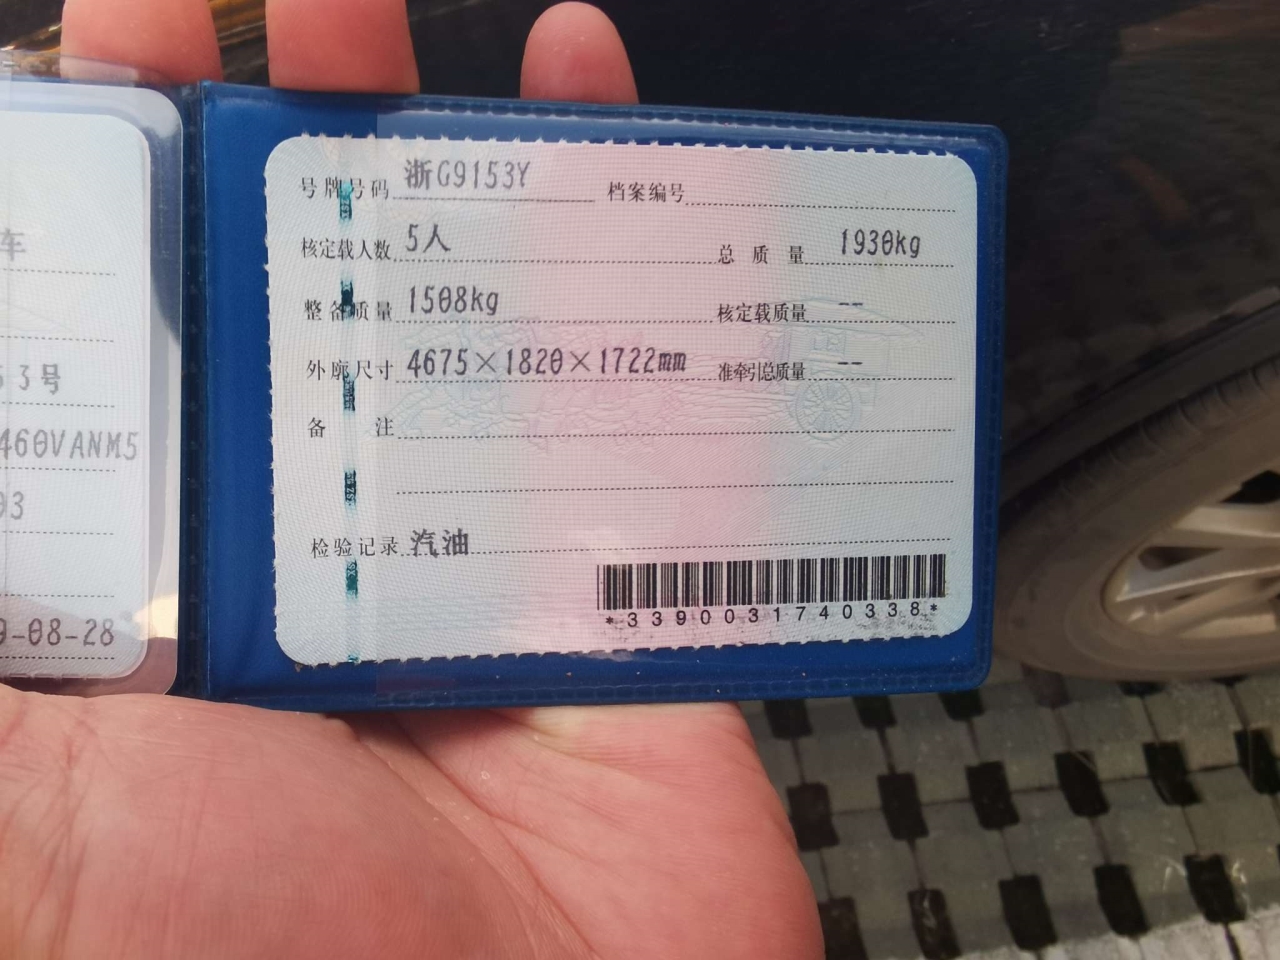 车
53号
460VANM5
93
9-08-28
号牌号码 浙G9153Y 档案编号
核定载人数 5人 总质量 1930kg
整备质量 1508kg 核定载质量 --
外廓尺寸 4675×1820×1722mm 准牵引总质量 --
备注
检验记录 汽油
*3390031740338*